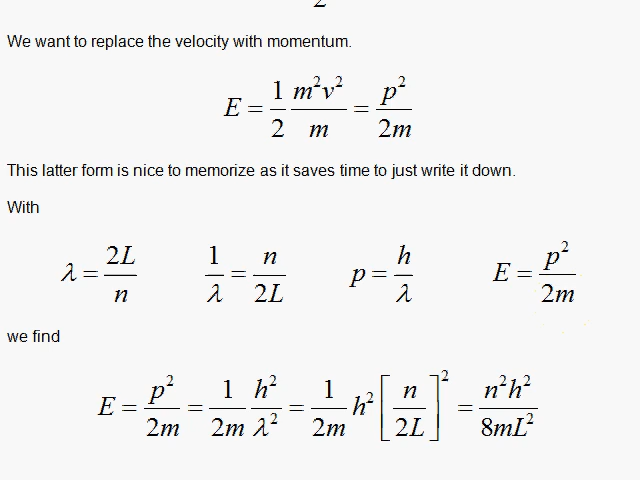 2
We want to replace the velocity with momentum.
E = 1/2 m²v²/m = p²/2m
This latter form is nice to memorize as it saves time to just write it down.
With
λ = 2L/n 1/λ = n/2L p = h/λ E = p²/2m
we find
E = p²/2m = 1/2m h²/λ² = 1/2m h² [n/2L]² = n²h²/8mL²